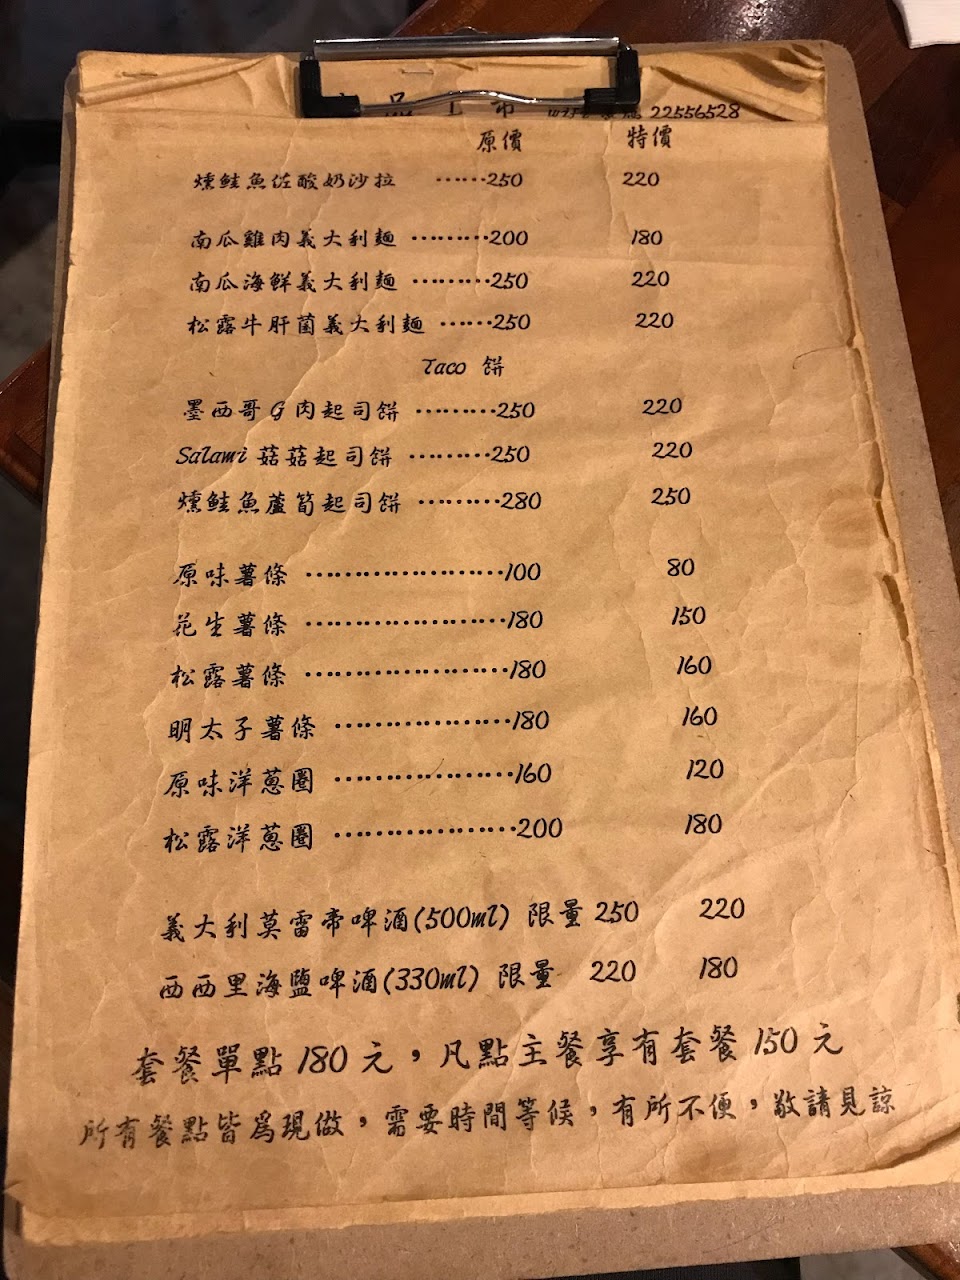 品上市 22556528
原價 特價
燻鮭魚佐酸奶沙拉 ……250 220
南瓜雞肉義大利麵 ………200 180
南瓜海鮮義大利麵 ………250 220
松露牛肝菌義大利麵 ……250 220
Taco 餅
墨西哥G肉起司餅 ………250 220
Salami 菇菇起司餅 ………250 220
燻鮭魚蘆筍起司餅 ………280 250
原味薯條 ……………………100 80
花生薯條 ……………………180 150
松露薯條 ……………………180 160
明太子薯條 …………………180 160
原味洋蔥圈 …………………160 120
松露洋蔥圈 …………………200 180
義大利莫雷帝啤酒(500ml) 限量 250 220
西西里海鹽啤酒(330ml) 限量 220 180
套餐單點 180 元，凡點主餐享有套餐 150 元
所有餐點皆為現做，需要時間等候，有所不便，敬請見諒